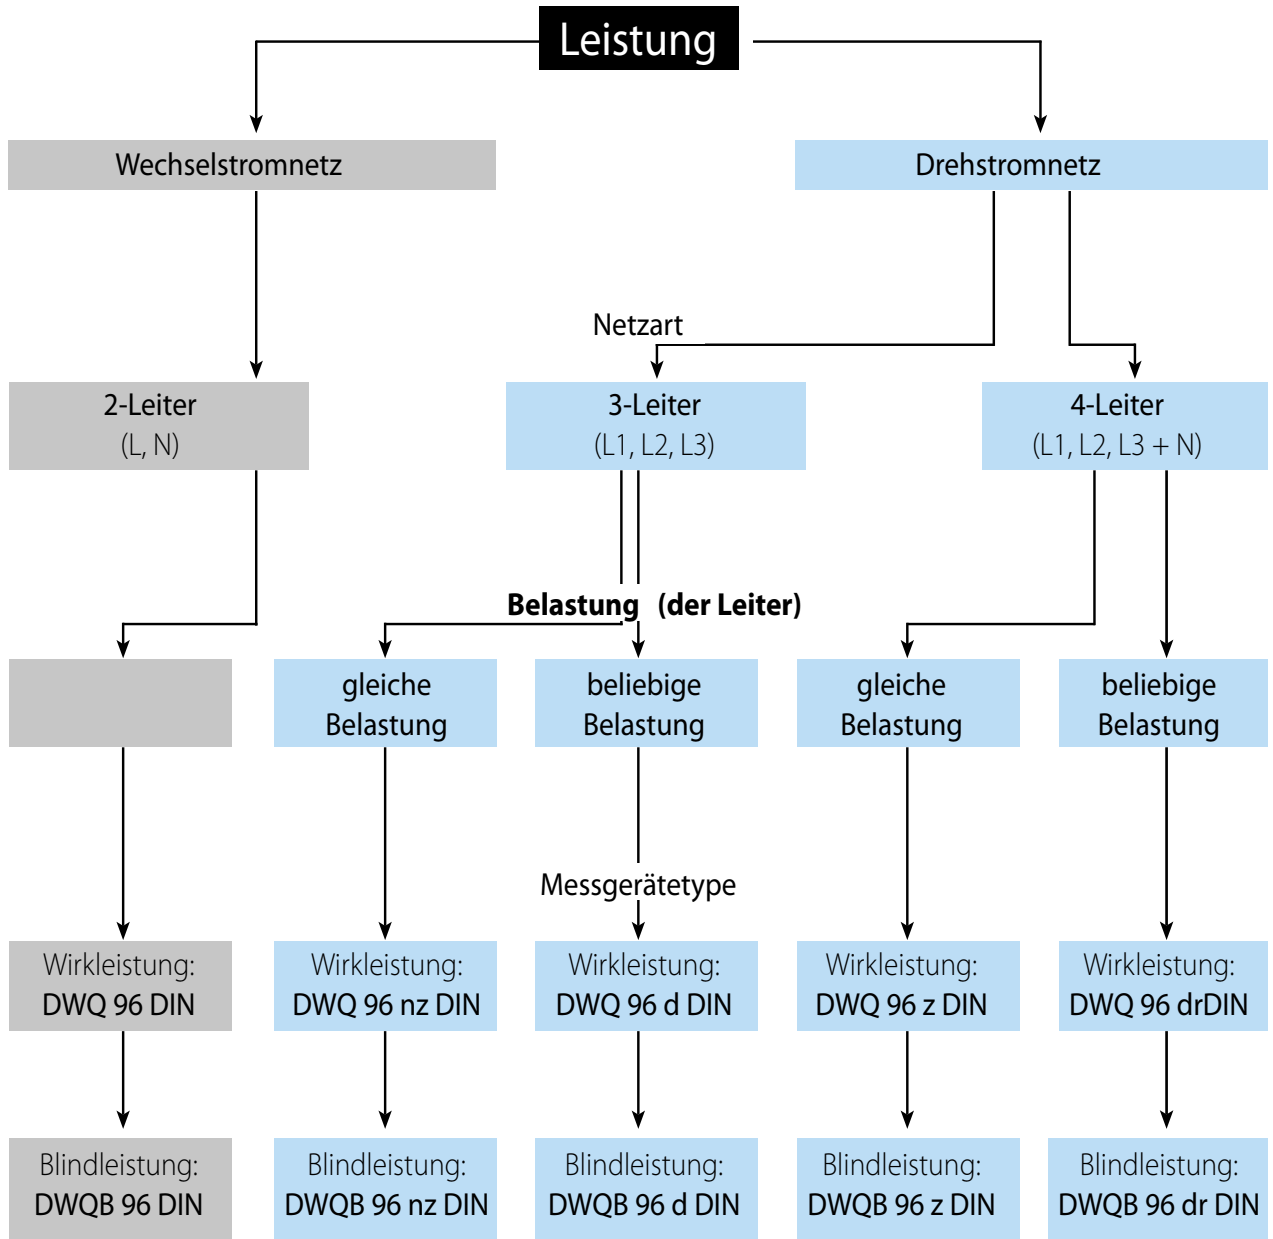 Leistung
Wechselstromnetz
Drehstromnetz
Netzart
2-Leiter
(L, N)
3-Leiter
(L1, L2, L3)
4-Leiter
(L1, L2, L3 + N)
Belastung (der Leiter)
gleiche
Belastung
beliebige
Belastung
gleiche
Belastung
beliebige
Belastung
Messgerätetype
Wirkleistung:
DWQ 96 DIN
Wirkleistung:
DWQ 96 nz DIN
Wirkleistung:
DWQ 96 d DIN
Wirkleistung:
DWQ 96 z DIN
Wirkleistung:
DWQ 96 drDIN
Blindleistung:
DWQB 96 DIN
Blindleistung:
DWQB 96 nz DIN
Blindleistung:
DWQB 96 d DIN
Blindleistung:
DWQB 96 z DIN
Blindleistung:
DWQB 96 dr DIN